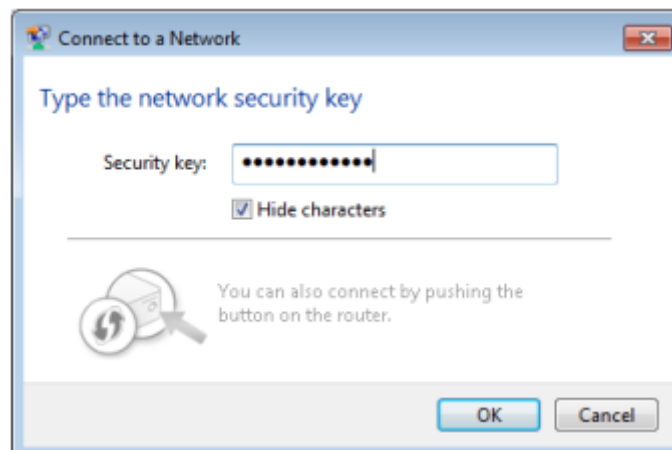 Connect to a Network
Type the network security key
Security key: ••••••••••••
Hide characters
You can also connect by pushing the
button on the router.
OK Cancel